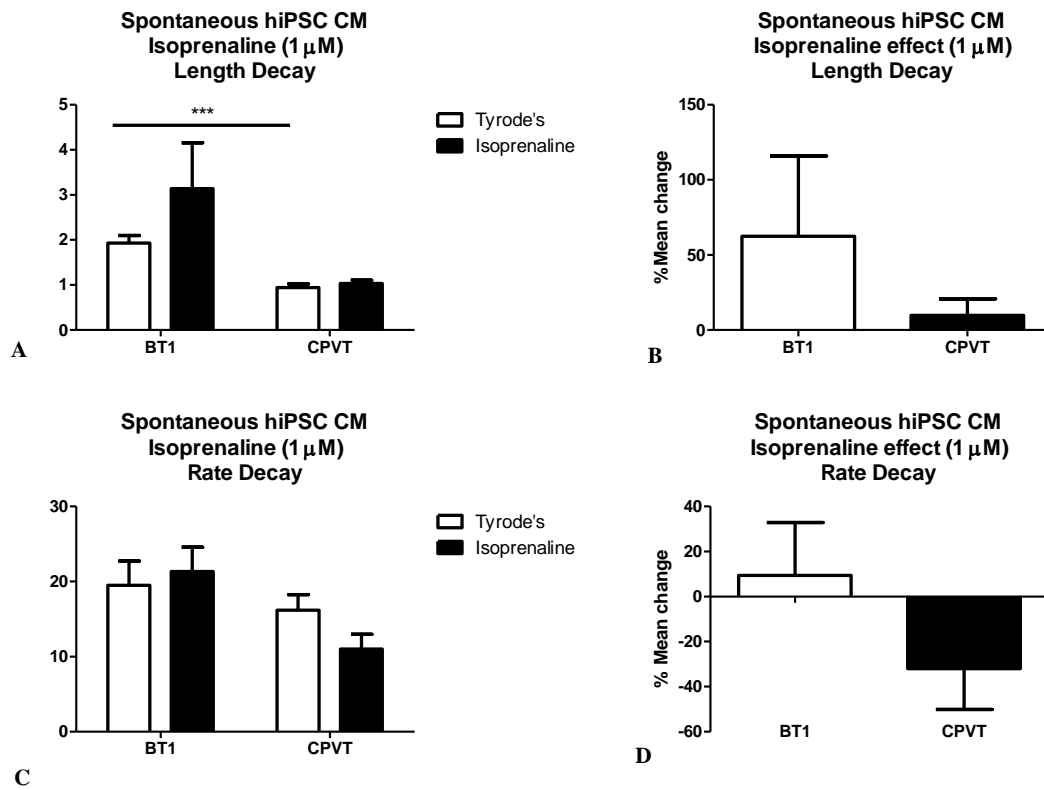 Spontaneous hiPSC CM
Isoprenaline (1 µM)
Length Decay
5
4
3
2
1
0
***
BT1
CPVT
Tyrode's
Isoprenaline
A
Spontaneous hiPSC CM
Isoprenaline effect (1 µM)
Length Decay
%Mean change
150
100
50
0
BT1
CPVT
B
Spontaneous hiPSC CM
Isoprenaline (1 µM)
Rate Decay
30
20
10
0
BT1
CPVT
Tyrode's
Isoprenaline
C
Spontaneous hiPSC CM
Isoprenaline effect (1 µM)
Rate Decay
% Mean change
40
20
0
-20
-40
-60
BT1
CPVT
D